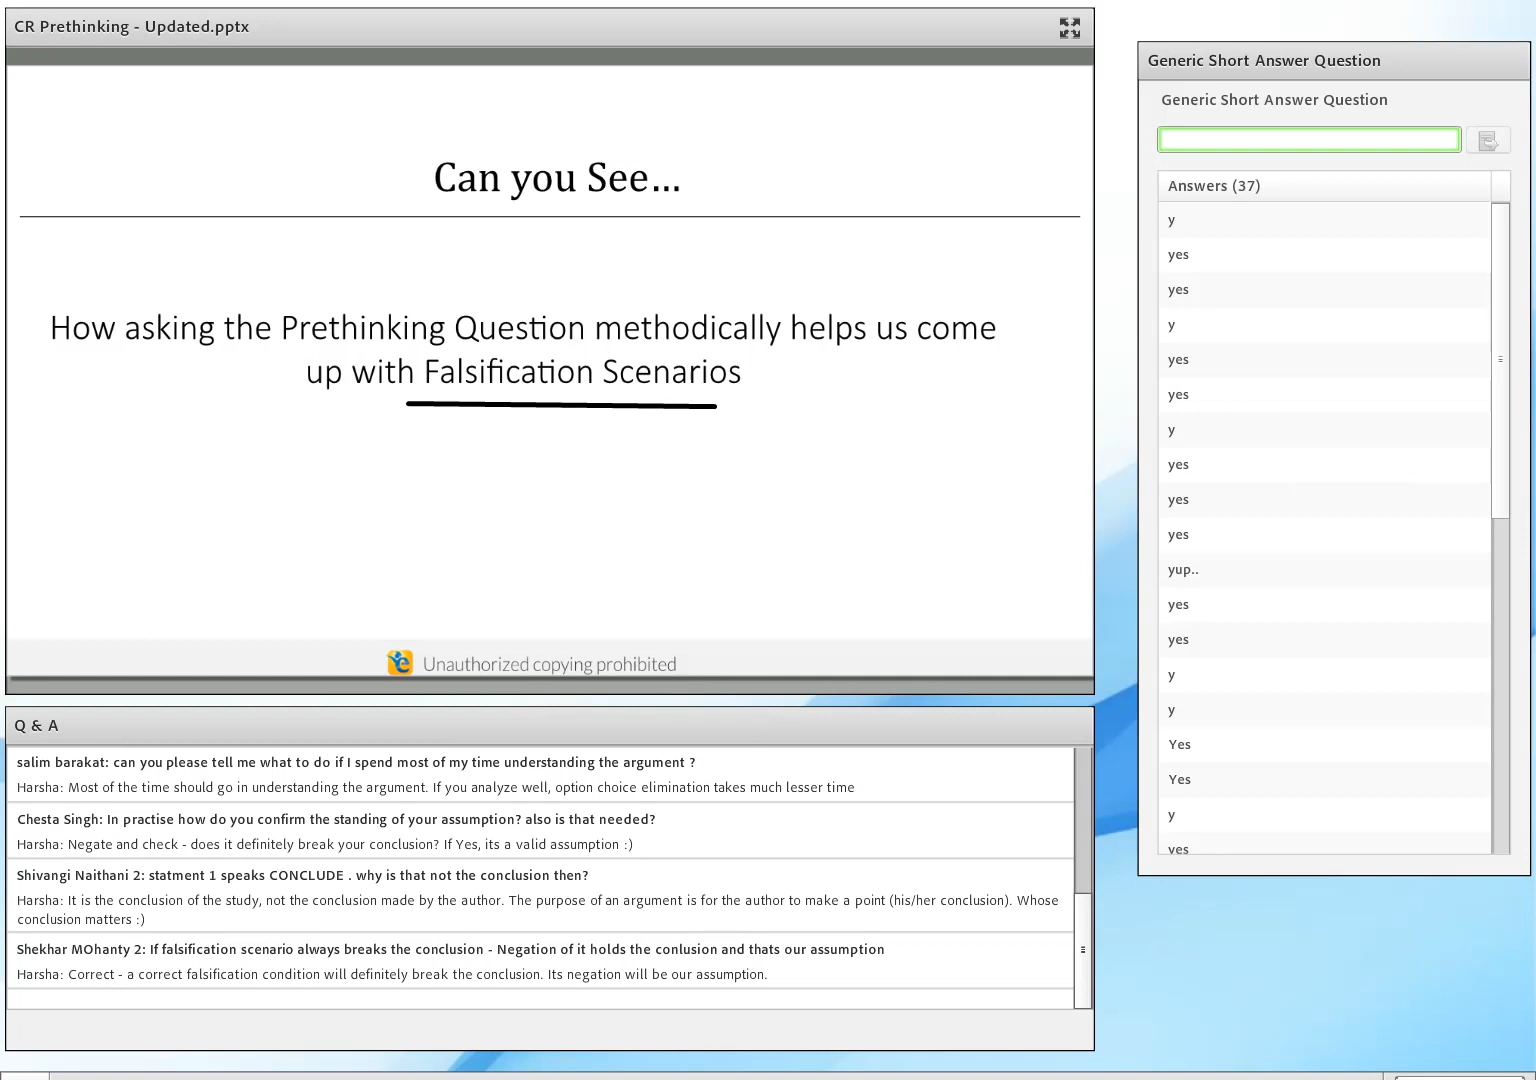 CR Prethinking - Updated.pptx
Can you See...
How asking the Prethinking Question methodically helps us come
up with Falsification Scenarios
Unauthorized copying prohibited
Q & A
salim barakat: can you please tell me what to do if I spend most of my time understanding the argument ?
Harsha: Most of the time should go in understanding the argument. If you analyze well, option choice elimination takes much lesser time
Chesta Singh: In practise how do you confirm the standing of your assumption? also is that needed?
Harsha: Negate and check - does it definitely break your conclusion? If Yes, its a valid assumption :)
Shivangi Naithani 2: statment 1 speaks CONCLUDE . why is that not the conclusion then?
Harsha: It is the conclusion of the study, not the conclusion made by the author. The purpose of an argument is for the author to make a point (his/her conclusion). Whose
conclusion matters :)
Shekhar MOhanty 2: If falsification scenario always breaks the conclusion - Negation of it holds the conlusion and thats our assumption
Harsha: Correct - a correct falsification condition will definitely break the conclusion. Its negation will be our assumption.
Generic Short Answer Question
Generic Short Answer Question
Answers (37)
y
yes
yes
y
yes
yes
y
yes
yes
yes
yup..
yes
yes
y
y
Yes
Yes
y
yes